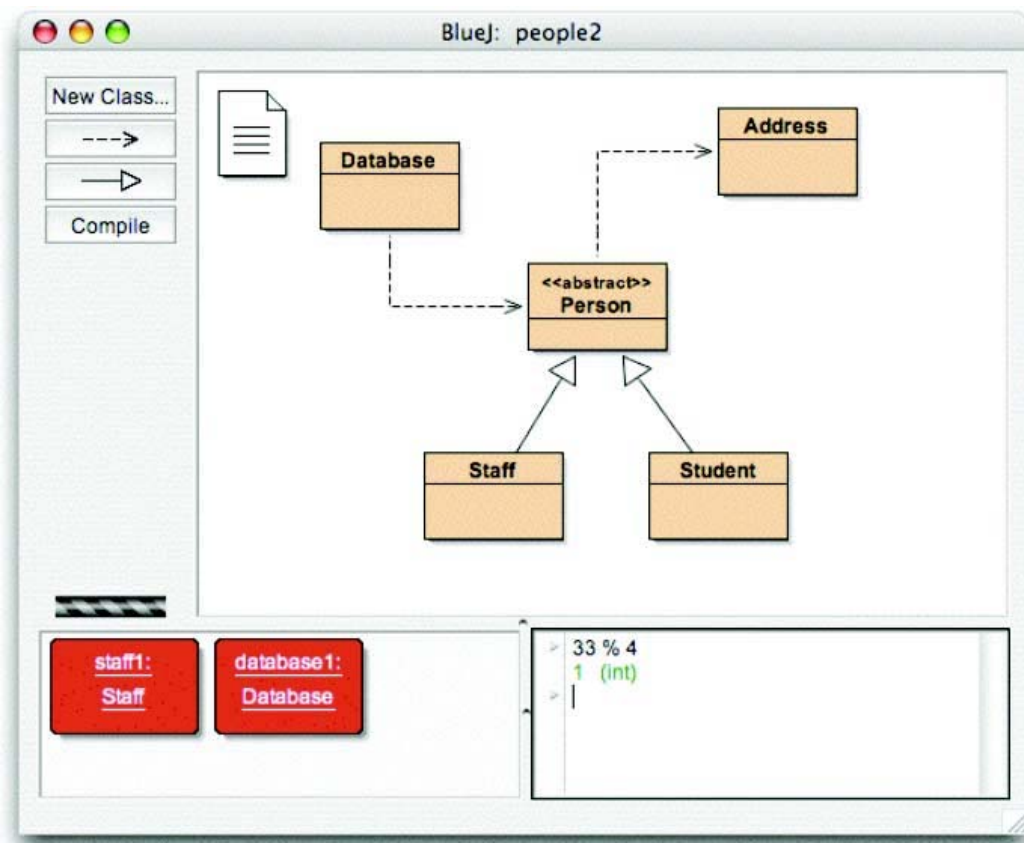 BlueJ: people2
New Class...
Compile
Database
Address
<<abstract>>
Person
Staff
Student
staff1:
Staff
database1:
Database
> 33 % 4
1 (int)
>